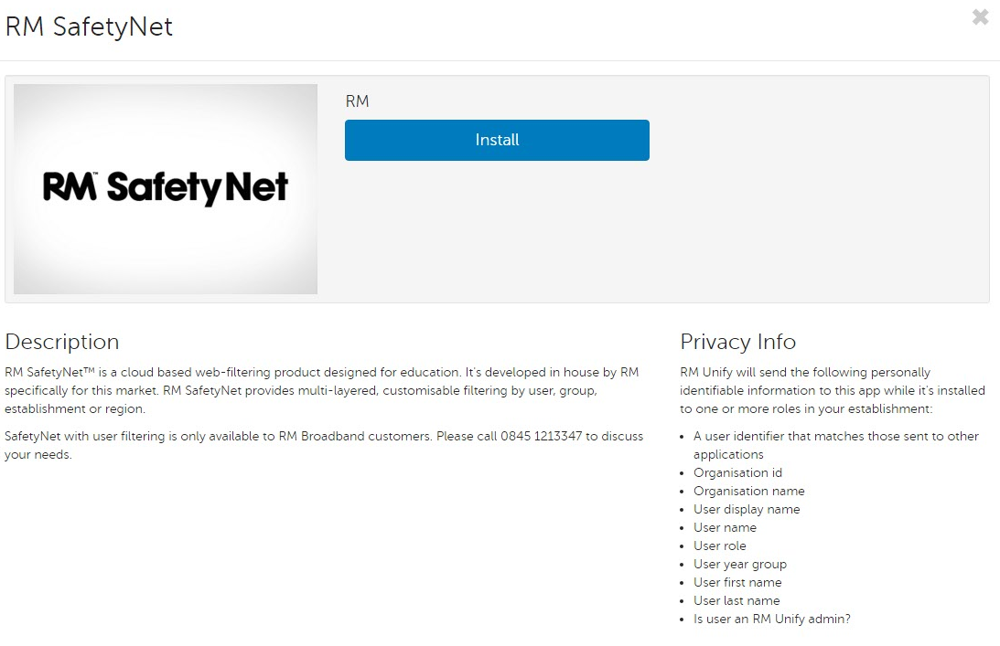 RM SafetyNet
RM™ SafetyNet
RM
Install
Description
RM SafetyNet™ is a cloud based web-filtering product designed for education. It's developed in house by RM
specifically for this market. RM SafetyNet provides multi-layered, customisable filtering by user, group,
establishment or region.
SafetyNet with user filtering is only available to RM Broadband customers. Please call 0845 1213347 to discuss
your needs.
Privacy Info
RM Unify will send the following personally
identifiable information to this app while it's installed
to one or more roles in your establishment:
• A user identifier that matches those sent to other
applications
• Organisation id
• Organisation name
• User display name
• User name
• User role
• User year group
• User first name
• User last name
• Is user an RM Unify admin?